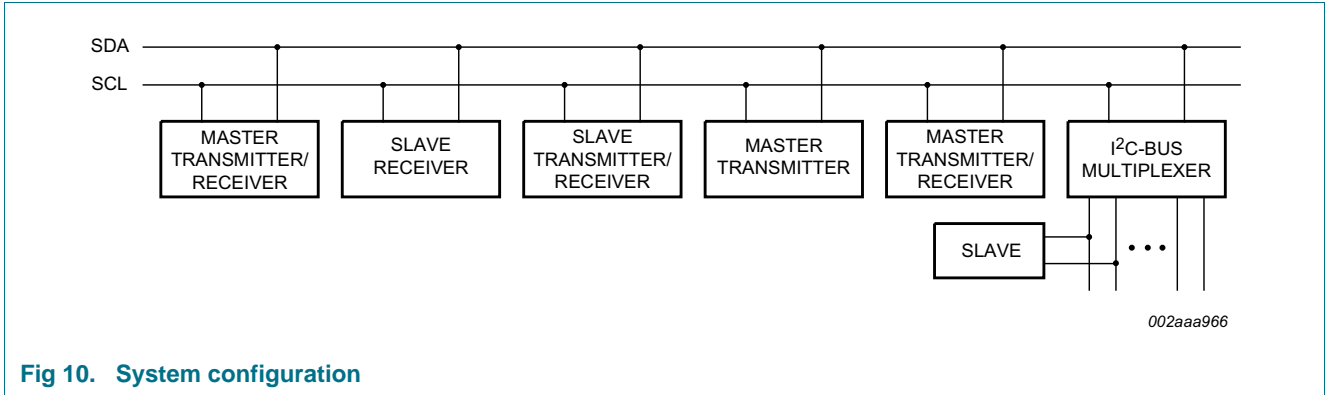 SDA
SCL
MASTER
TRANSMITTER/
RECEIVER
SLAVE
RECEIVER
SLAVE
TRANSMITTER/
RECEIVER
MASTER
TRANSMITTER
MASTER
TRANSMITTER/
RECEIVER
I2C-BUS
MULTIPLEXER
SLAVE
002aaa966
Fig 10. System configuration